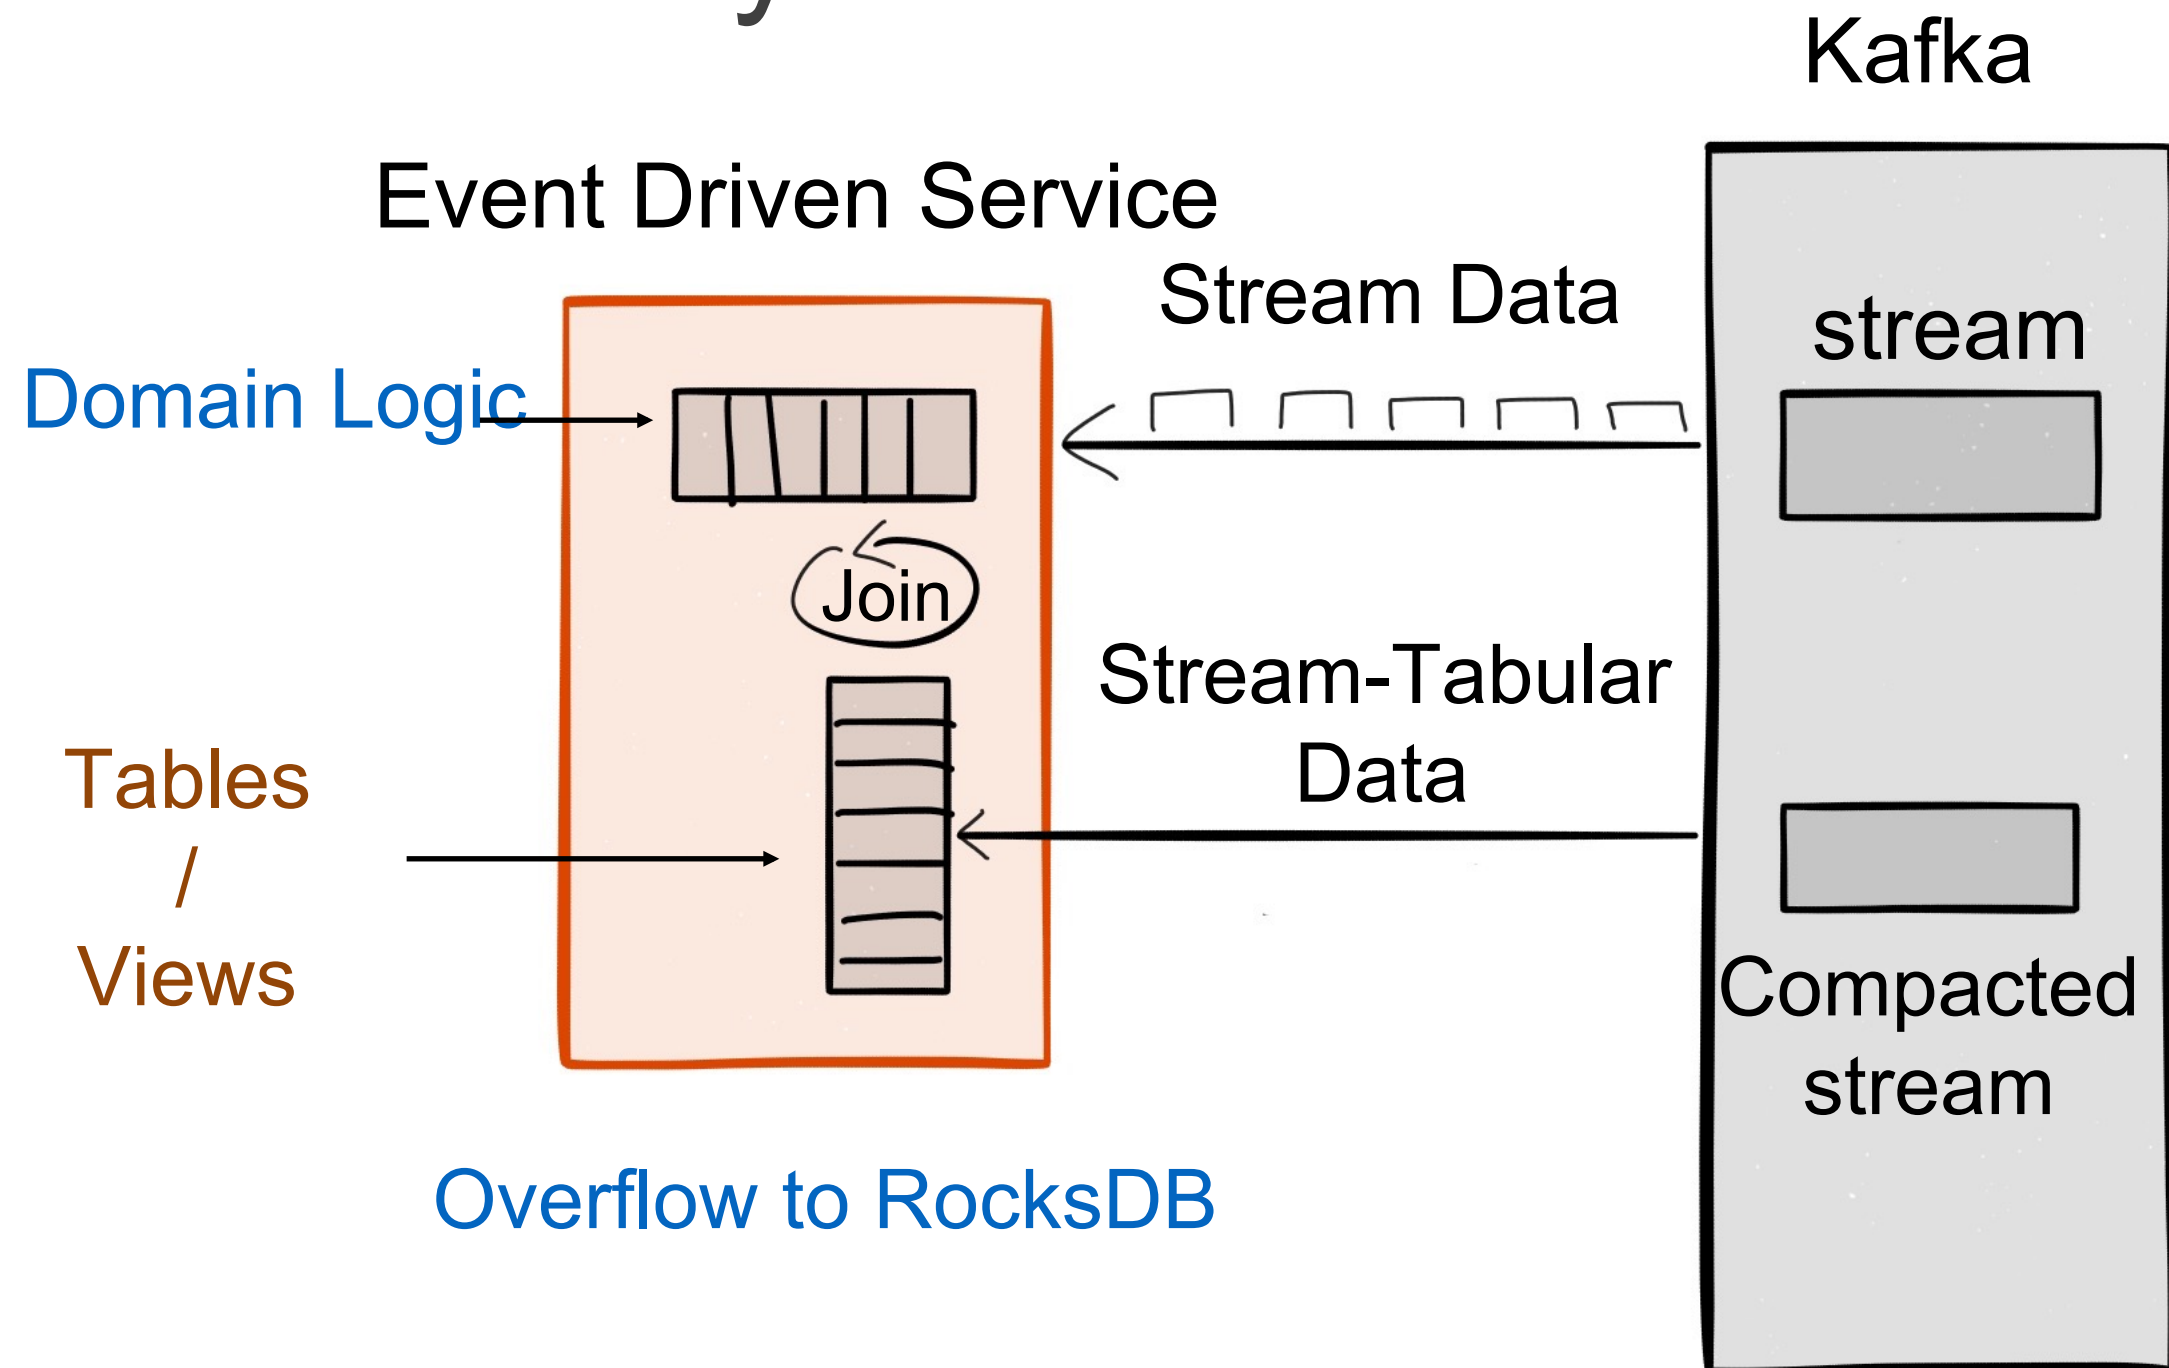 Kafka
Event Driven Service
Stream Data
stream
Domain Logic
Join
Stream-Tabular
Data
Tables
/
Views
Compacted
stream
Overflow to RocksDB